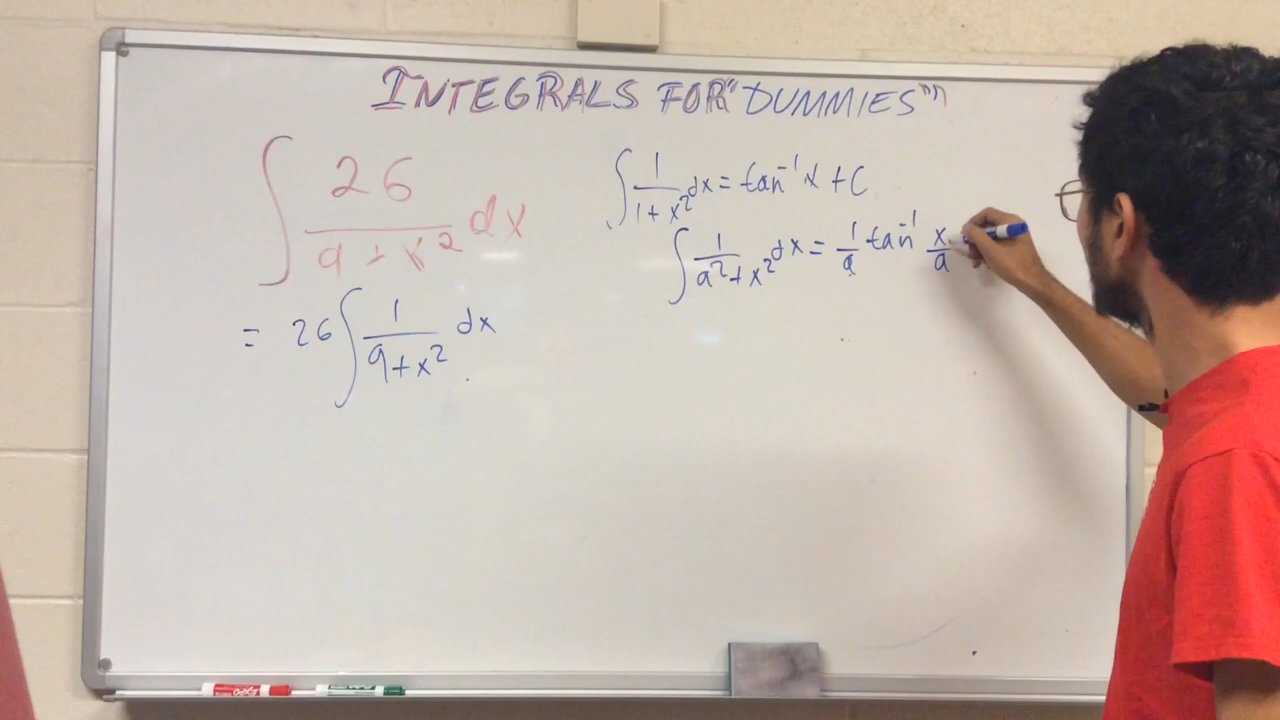 INTEGRALS FOR "DUMMIES"
∫ 26/(9 + x²) dx
= 26 ∫ 1/(9+x²) dx
∫ 1/(1+x²) dx = tan⁻¹ x + C
∫ 1/(a²+x²) dx = 1/a tan⁻¹ x/a
expo